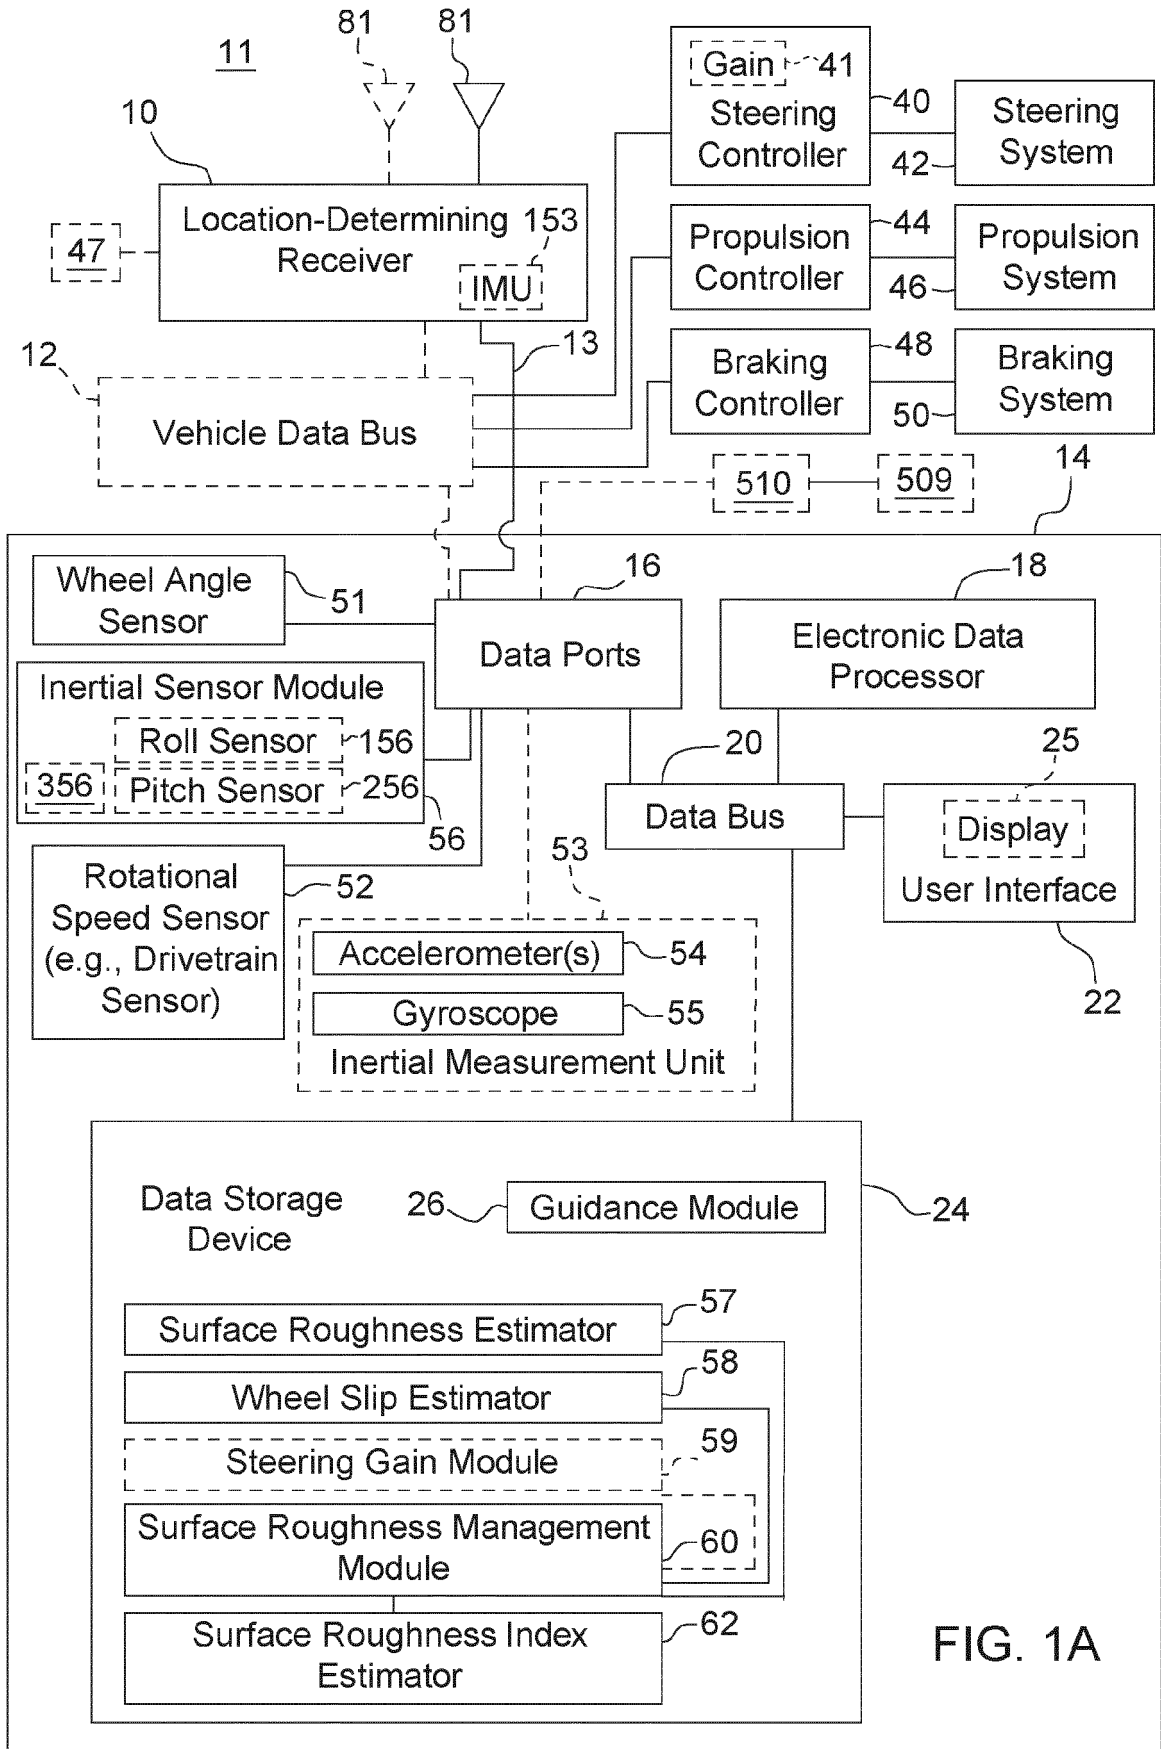 11
81
81
10
Location-Determining
Receiver
153
IMU
47
13
12
Vehicle Data Bus
Gain
41
Steering
Controller
40
42
Steering
System
Propulsion
Controller
44
46
Propulsion
System
Braking
Controller
48
50
Braking
System
510
509
14
Wheel Angle
Sensor
51
16
Data Ports
18
Electronic Data
Processor
Inertial Sensor Module
Roll Sensor
156
356
Pitch Sensor
256
56
20
Data Bus
25
Display
User Interface
22
Rotational
Speed Sensor
(e.g., Drivetrain
Sensor)
52
53
Accelerometer(s)
54
Gyroscope
55
Inertial Measurement Unit
Data Storage
Device
26
Guidance Module
24
Surface Roughness Estimator
57
Wheel Slip Estimator
58
Steering Gain Module
59
Surface Roughness Management
Module
60
Surface Roughness Index
Estimator
62
FIG. 1A